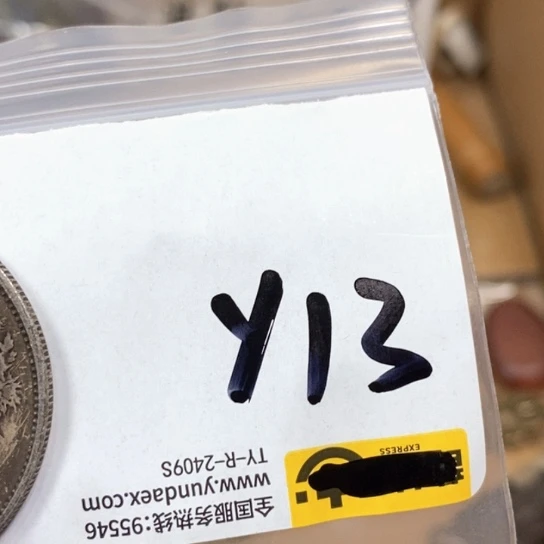 Y13
EXPRESS
全国服务热线:95546
www.yundaex.com
TY-R-2409S